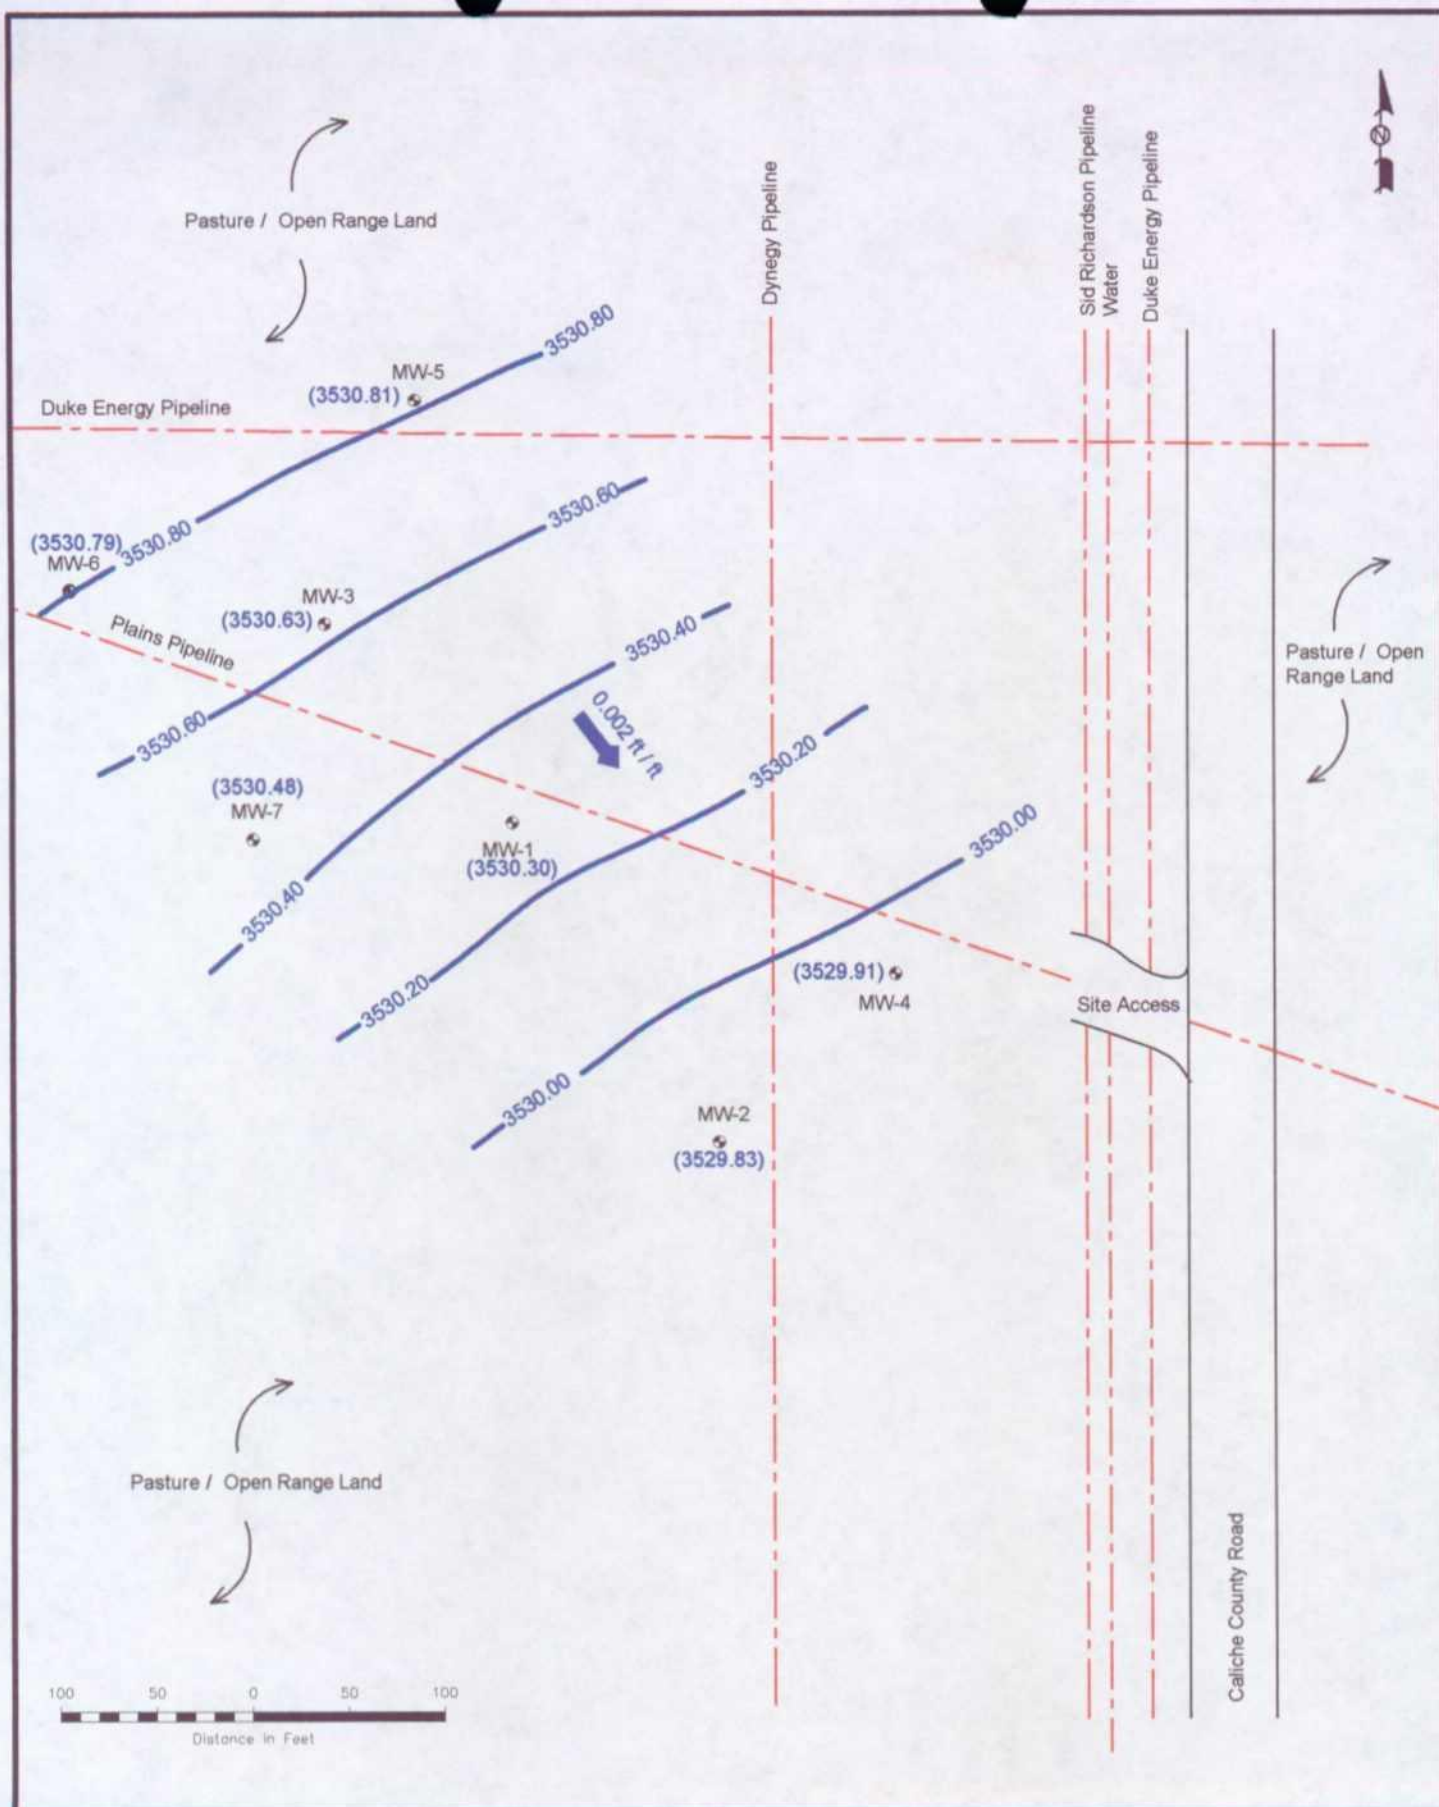 Sid Richardson Pipeline
Water
Duke Energy Pipeline
Dynegy Pipeline
Pasture / Open Range Land
3530.80
MW-5
(3530.81)
Duke Energy Pipeline
3530.60
(3530.79)
3530.80
MW-6
MW-3
(3530.63)
Plains Pipeline
3530.40
Pasture / Open
Range Land
3530.60
0.002 ft / ft
3530.20
(3530.48)
MW-7
MW-1
(3530.30)
3530.00
3530.40
3530.20
(3529.91)
MW-4
Site Access
3530.00
MW-2
(3529.83)
Pasture / Open Range Land
Caliche County Road
100 50 0 50 100
Distance in Feet
N